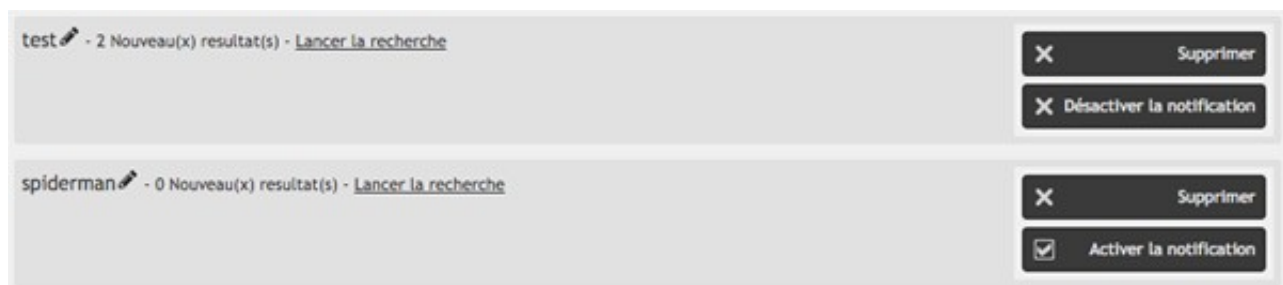 test - 2 Nouveau(x) resultat(s) - Lancer la recherche
Supprimer
Désactiver la notification
spiderman - 0 Nouveau(x) resultat(s) - Lancer la recherche
Supprimer
Activer la notification